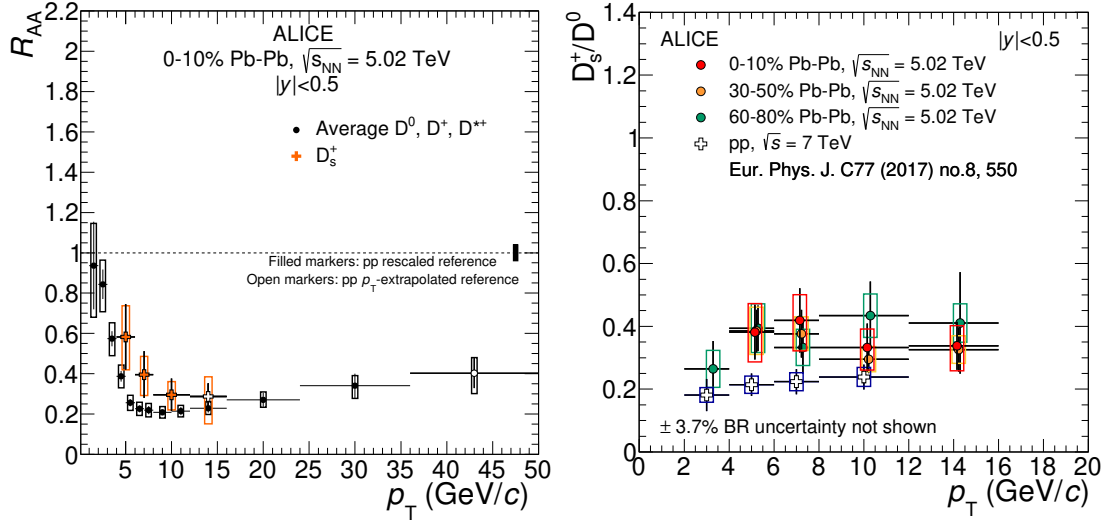 R_AA
2.2
2
1.8
1.6
1.4
1.2
1
0.8
0.6
0.4
0.2
0
ALICE
0-10% Pb-Pb, √s_NN = 5.02 TeV
|y|<0.5
Average D⁰, D⁺, D*⁺
D_s⁺
Filled markers: pp rescaled reference
Open markers: pp p_T-extrapolated reference
5 10 15 20 25 30 35 40 45 50
p_T (GeV/c)
D_s⁺/D⁰
1.4
1.2
1
0.8
0.6
0.4
0.2
0
ALICE |y|<0.5
0-10% Pb-Pb, √s_NN = 5.02 TeV
30-50% Pb-Pb, √s_NN = 5.02 TeV
60-80% Pb-Pb, √s_NN = 5.02 TeV
pp, √s = 7 TeV
Eur. Phys. J. C77 (2017) no.8, 550
± 3.7% BR uncertainty not shown
0 2 4 6 8 10 12 14 16 18 20
p_T (GeV/c)